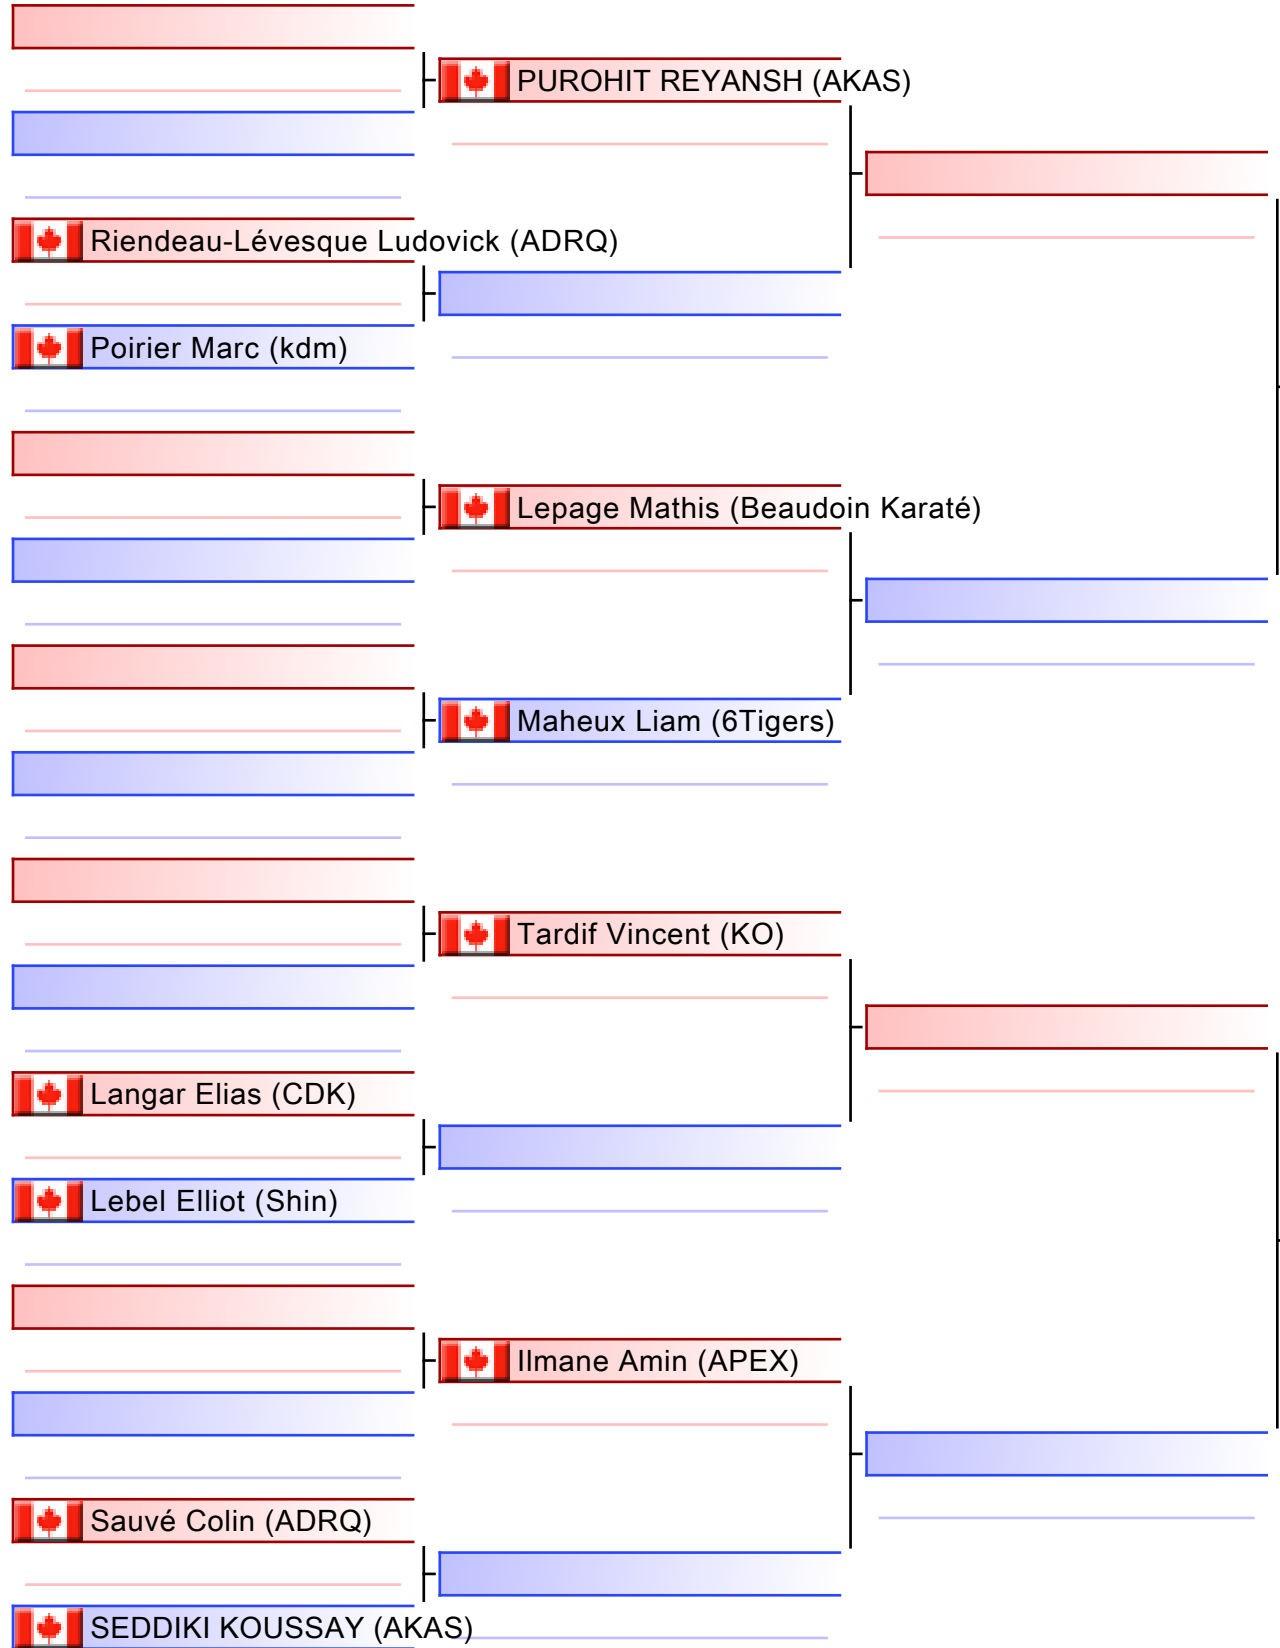 PUROHIT REYANSH (AKAS)
Riendeau-Lévesque Ludovick (ADRQ)
Poirier Marc (kdm)
Lepage Mathis (Beaudoin Karaté)
Maheux Liam (6Tigers)
Tardif Vincent (KO)
Langar Elias (CDK)
Lebel Elliot (Shin)
Ilmane Amin (APEX)
Sauvé Colin (ADRQ)
SEDDIKI KOUSSAY (AKAS)